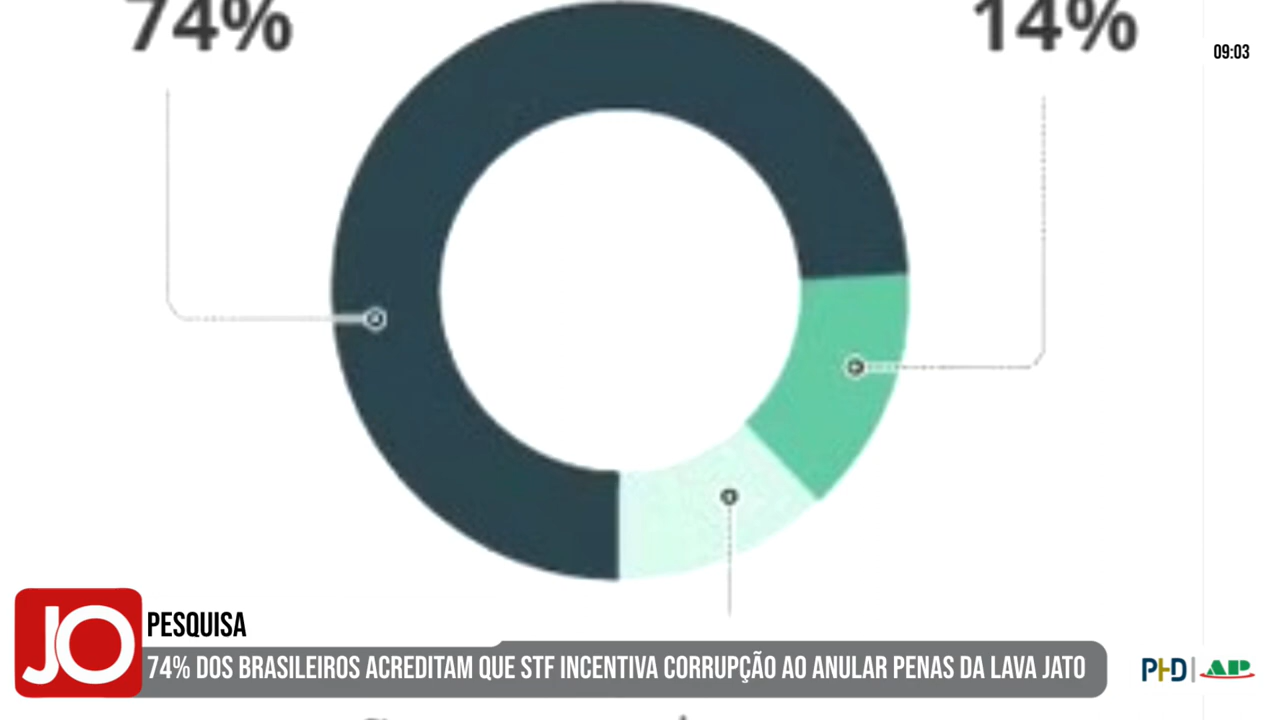 74%
14%
09:03
JO
PESQUISA
74% DOS BRASILEIROS ACREDITAM QUE STF INCENTIVA CORRUPÇÃO AO ANULAR PENAS DA LAVA JATO
PHD | AP